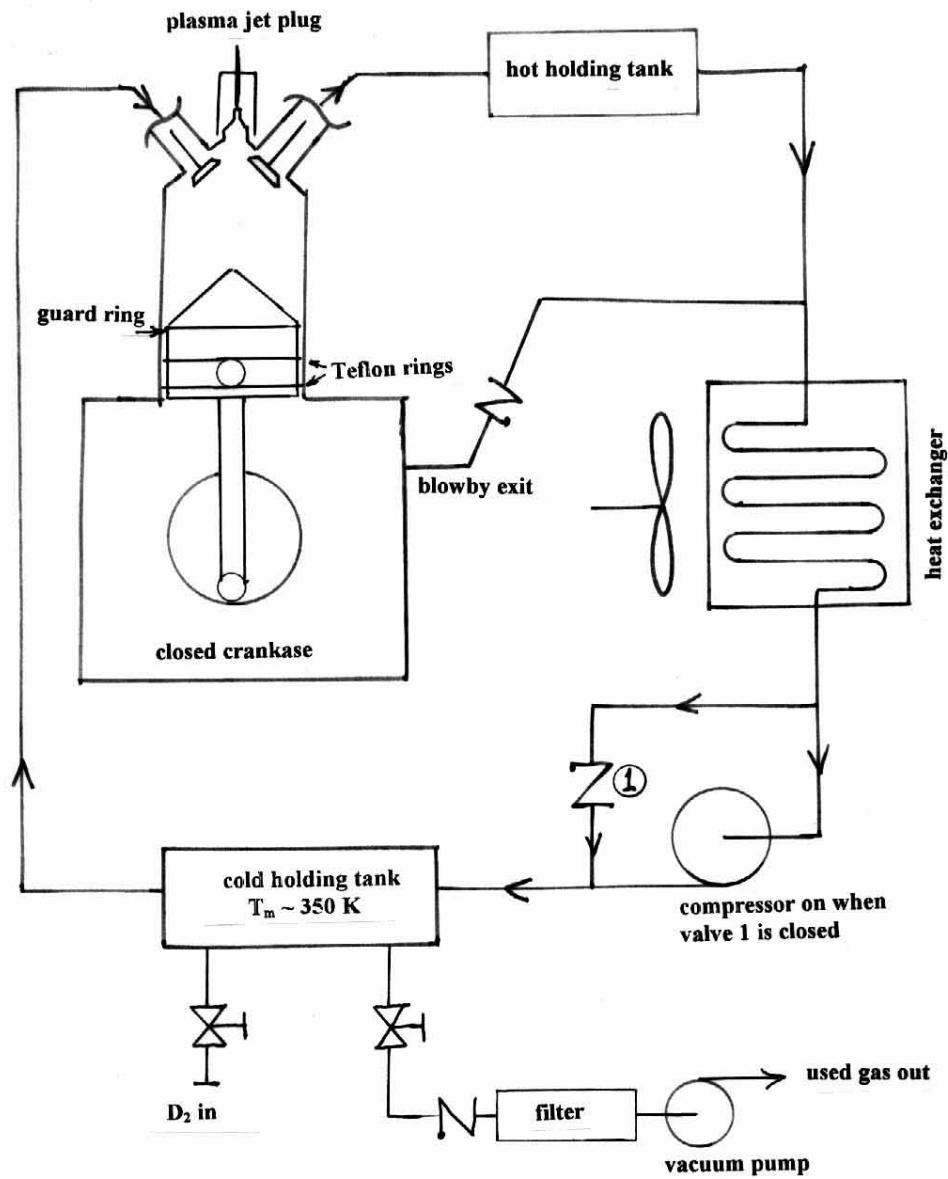 plasma jet plug
hot holding tank
guard ring
Teflon rings
blowby exit
heat exchanger
closed crankase
1
cold holding tank
Tₘ ~ 350 K
compressor on when
valve 1 is closed
D₂ in
filter
used gas out
vacuum pump